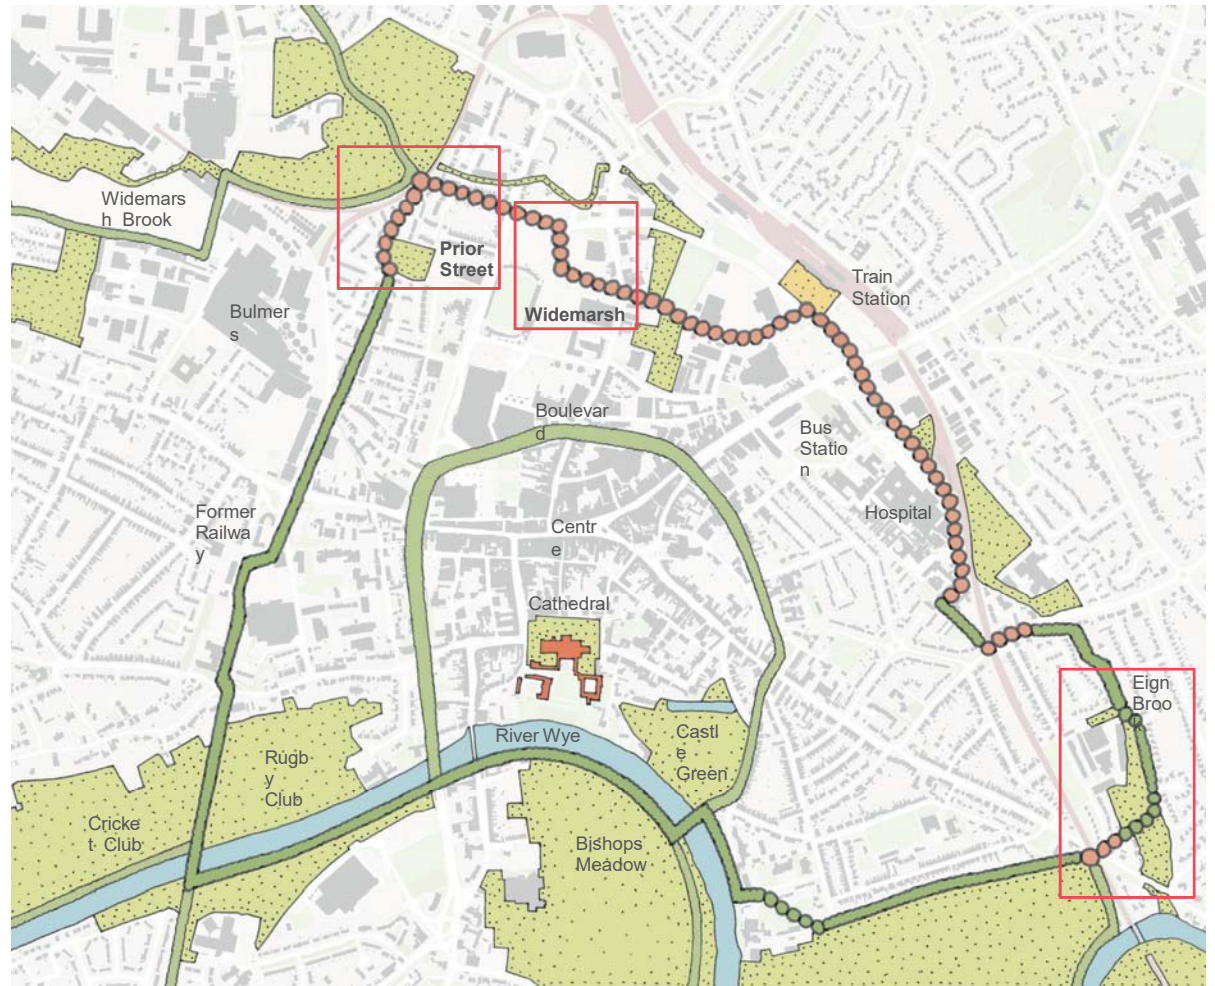 Widemars
h Brook
Prior
Street
Train
Station
Bulmer
s
Widemarsh
Boulevar
d
Bus
Statio
n
Former
Railwa
y
Centr
e
Hospital
Cathedral
Eign
Broo
River Wye
Castl
e
Green
Rugb
y
Club
Cricke
t Club
Bishops
Meadow